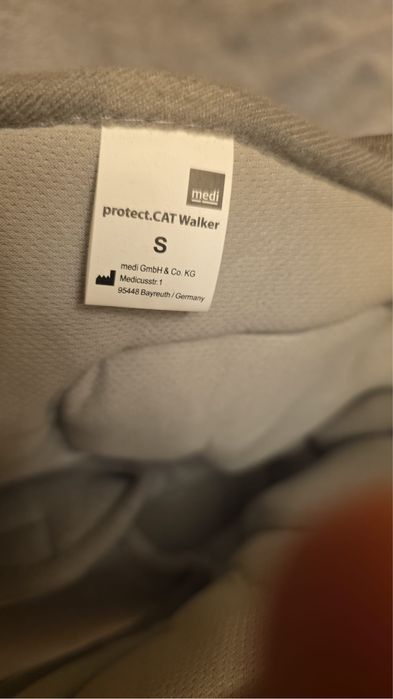 medi
protect.CAT Walker
S
medi GmbH & Co. KG
Medicusstr.1
95448 Bayreuth / Germany